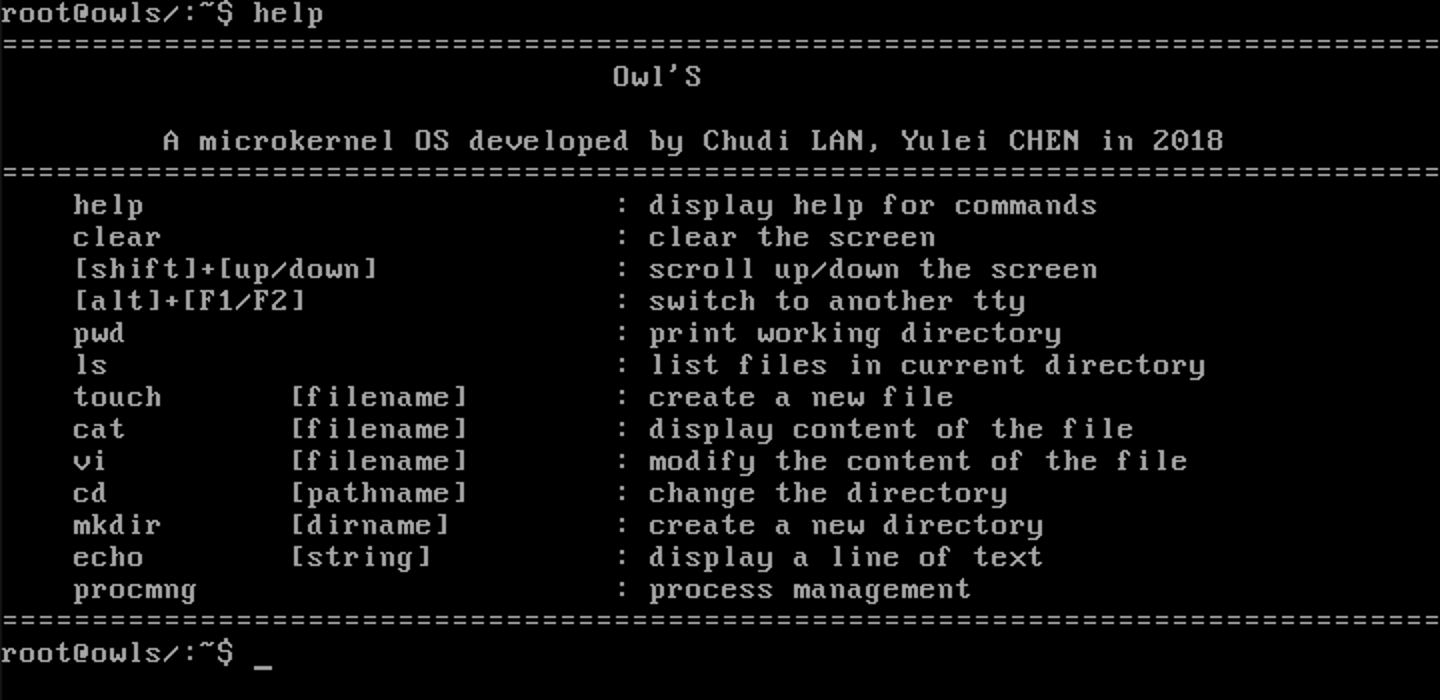 root@owls/:~$ help
================================================================================
Owl'S
A microkernel OS developed by Chudi LAN, Yulei CHEN in 2018
================================================================================
help : display help for commands
clear : clear the screen
[shift]+[up/down] : scroll up/down the screen
[alt]+[F1/F2] : switch to another tty
pwd : print working directory
ls : list files in current directory
touch [filename] : create a new file
cat [filename] : display content of the file
vi [filename] : modify the content of the file
cd [pathname] : change the directory
mkdir [dirname] : create a new directory
echo [string] : display a line of text
procmng : process management
================================================================================
root@owls/:~$ _